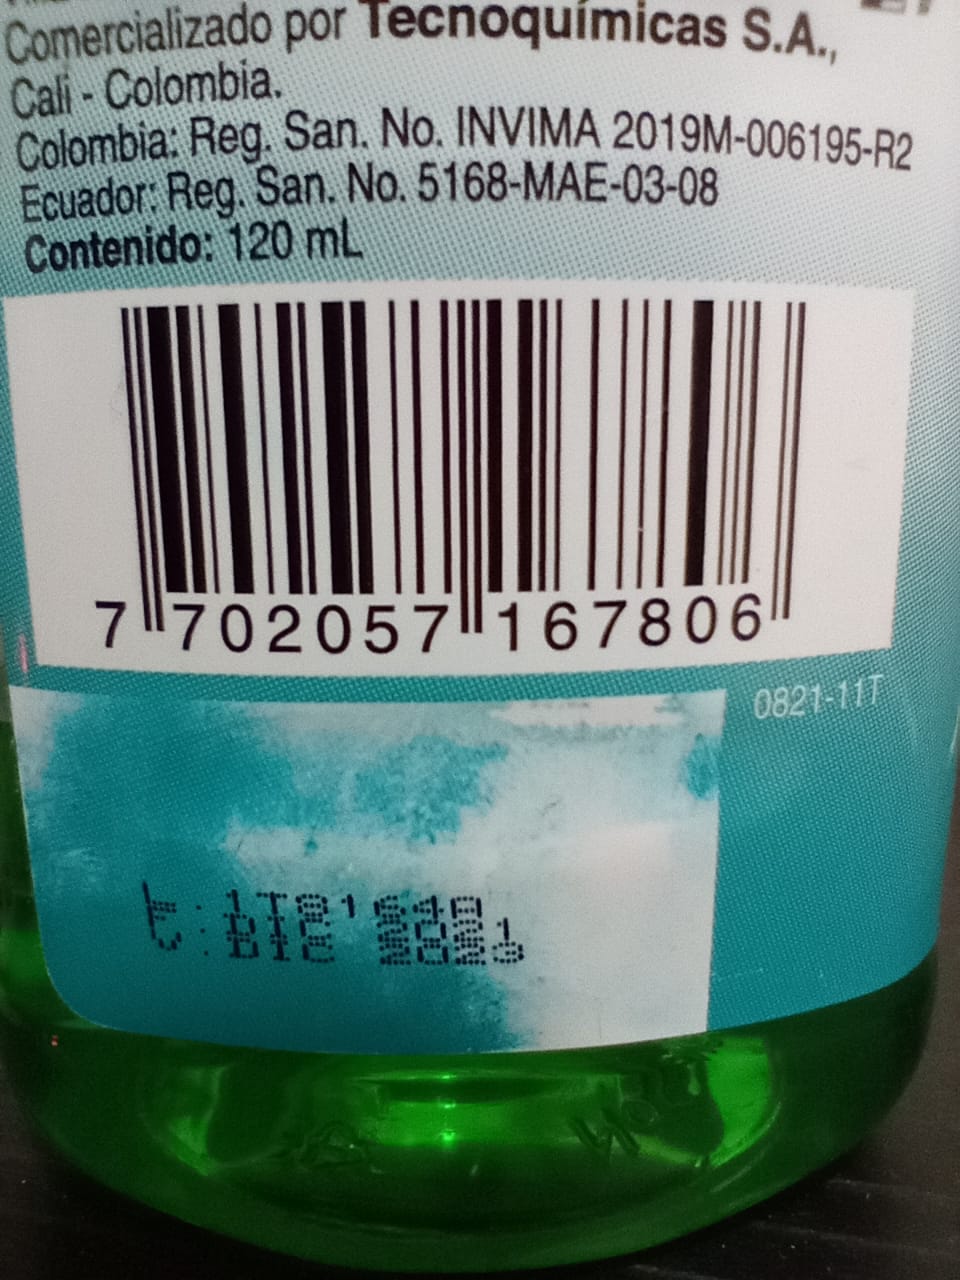 Comercializado por Tecnoquímicas S.A.,
Cali - Colombia.
Colombia: Reg. San. No. INVIMA 2019M-006195-R2
Ecuador: Reg. San. No. 5168-MAE-03-08
Contenido: 120 mL
7 702057 167806
0821-11T